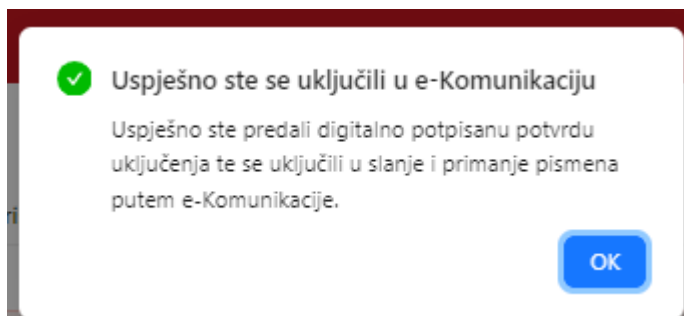 Uspješno ste se uključili u e-Komunikaciju
Uspješno ste predali digitalno potpisanu potvrdu
uključenja te se uključili u slanje i primanje pismena
putem e-Komunikacije.
ri
OK